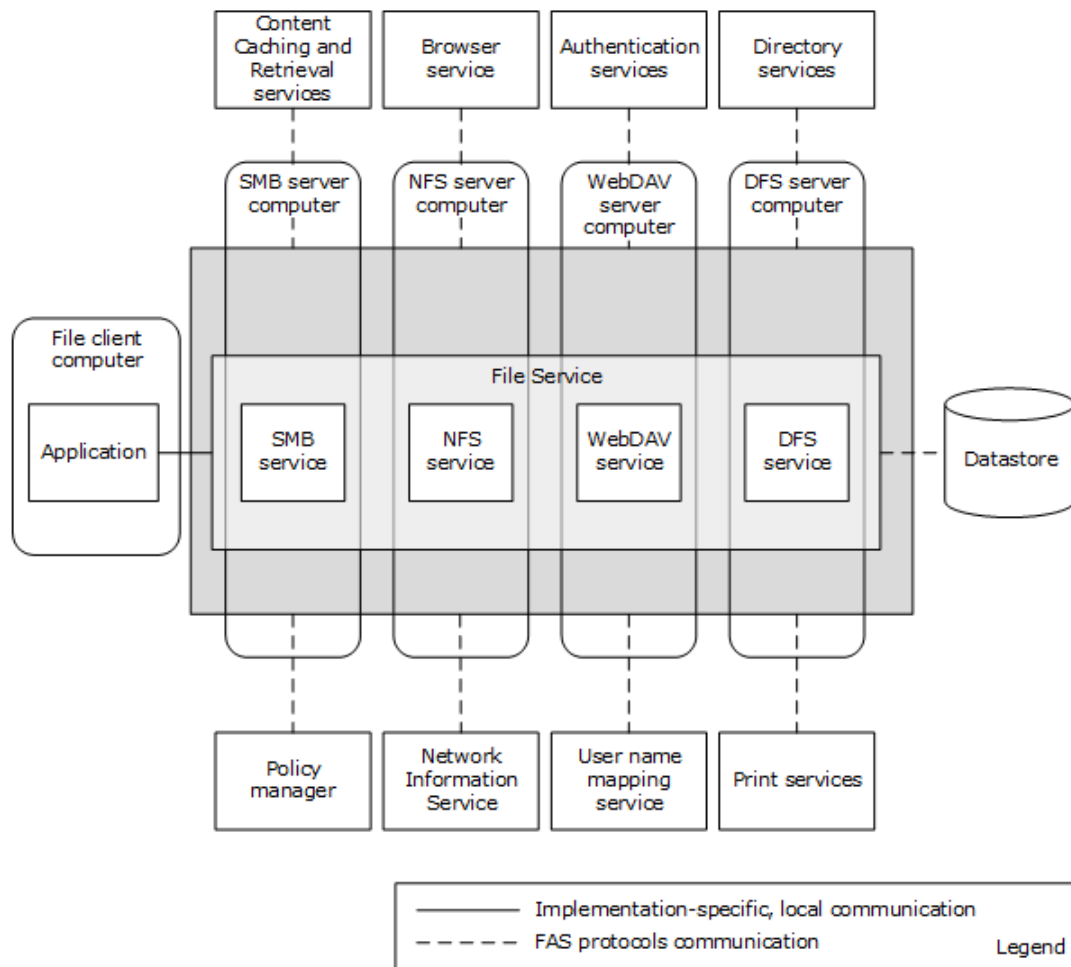 Content
Caching and
Retrieval
services
Browser
service
Authentication
services
Directory
services
SMB server
computer
NFS server
computer
WebDAV
server
computer
DFS server
computer
File client
computer
File Service
Application
SMB
service
NFS
service
WebDAV
service
DFS
service
Datastore
Policy
manager
Network
Information
Service
User name
mapping
service
Print services
Implementation-specific, local communication
FAS protocols communication
Legend